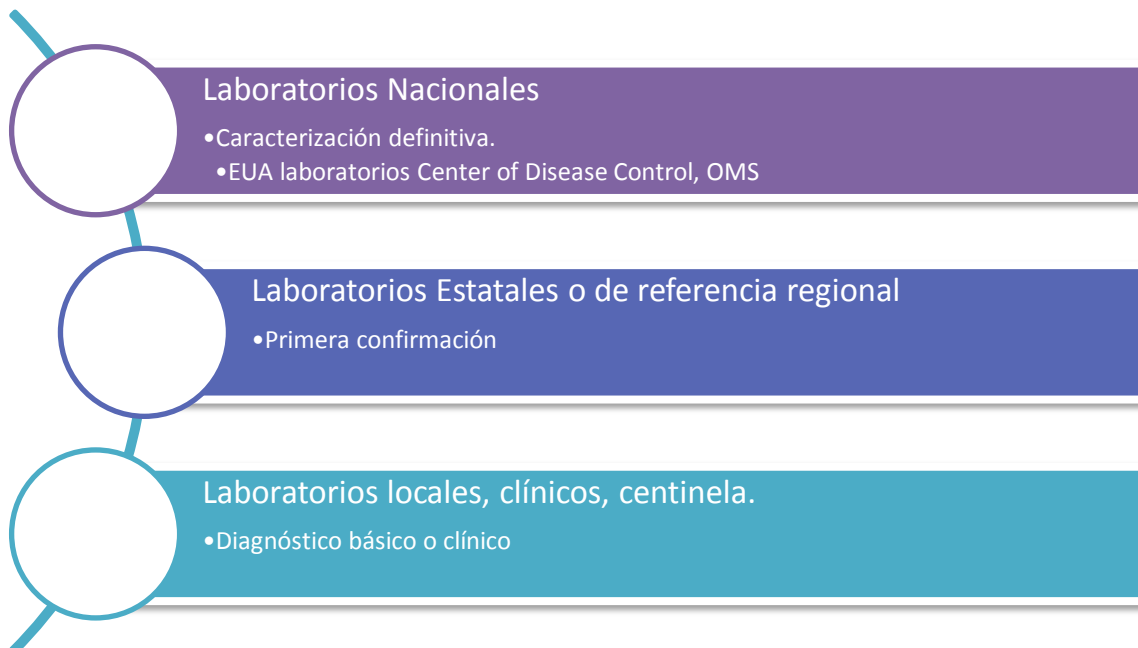 Laboratorios Nacionales
•Caracterización definitiva.
•EUA laboratorios Center of Disease Control, OMS
Laboratorios Estatales o de referencia regional
•Primera confirmación
Laboratorios locales, clínicos, centinela.
•Diagnóstico básico o clínico